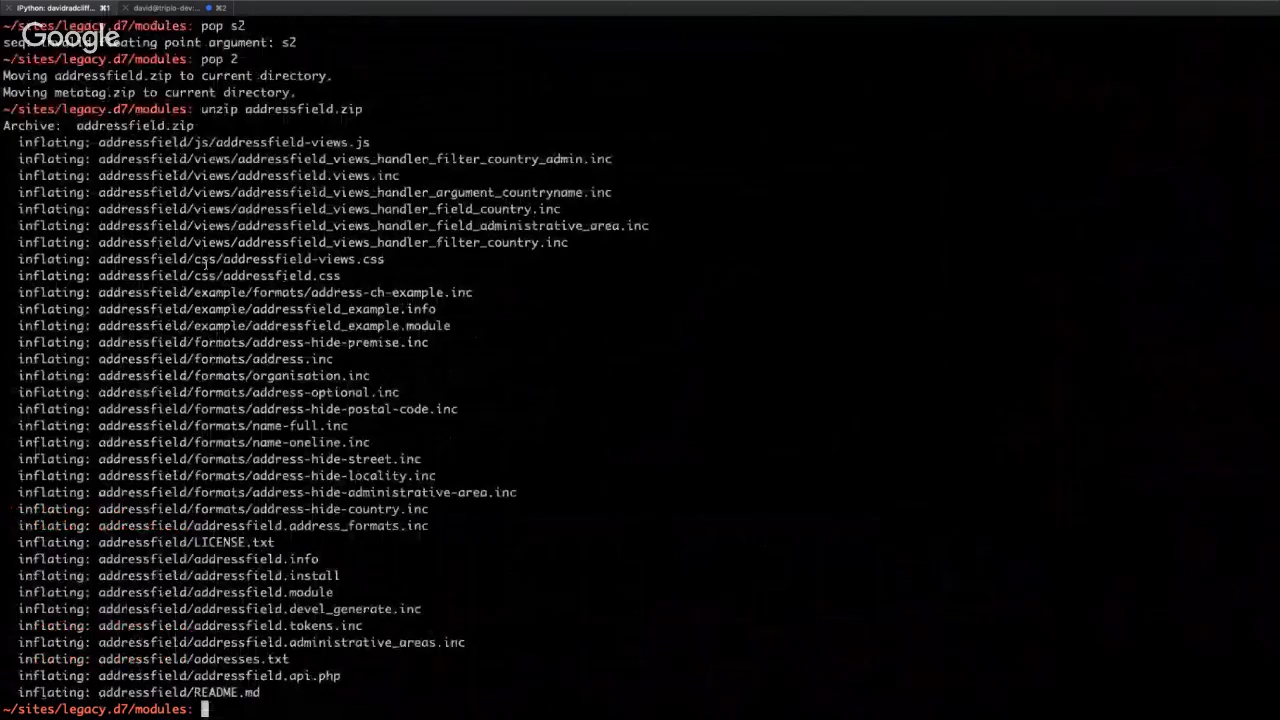 IPython: davidradcliff... ⌘1 david@triplo-dev: ⌘2
~/sites/legacy.d7/modules: pop s2
Google
seq: invalid floating point argument: s2
~/sites/legacy.d7/modules: pop 2
Moving addressfield.zip to current directory.
Moving metatag.zip to current directory.
~/sites/legacy.d7/modules: unzip addressfield.zip
Archive:  addressfield.zip
inflating: addressfield/js/addressfield-views.js
inflating: addressfield/views/addressfield_views_handler_filter_country_admin.inc
inflating: addressfield/views/addressfield.views.inc
inflating: addressfield/views/addressfield_views_handler_argument_countryname.inc
inflating: addressfield/views/addressfield_views_handler_field_country.inc
inflating: addressfield/views/addressfield_views_handler_field_administrative_area.inc
inflating: addressfield/views/addressfield_views_handler_filter_country.inc
inflating: addressfield/css/addressfield-views.css
inflating: addressfield/css/addressfield.css
inflating: addressfield/example/formats/address-ch-example.inc
inflating: addressfield/example/addressfield_example.info
inflating: addressfield/example/addressfield_example.module
inflating: addressfield/formats/address-hide-premise.inc
inflating: addressfield/formats/address.inc
inflating: addressfield/formats/organisation.inc
inflating: addressfield/formats/address-optional.inc
inflating: addressfield/formats/address-hide-postal-code.inc
inflating: addressfield/formats/name-full.inc
inflating: addressfield/formats/name-oneline.inc
inflating: addressfield/formats/address-hide-street.inc
inflating: addressfield/formats/address-hide-locality.inc
inflating: addressfield/formats/address-hide-administrative-area.inc
inflating: addressfield/formats/address-hide-country.inc
inflating: addressfield/addressfield.address_formats.inc
inflating: addressfield/LICENSE.txt
inflating: addressfield/addressfield.info
inflating: addressfield/addressfield.install
inflating: addressfield/addressfield.module
inflating: addressfield/addressfield.devel_generate.inc
inflating: addressfield/addressfield.tokens.inc
inflating: addressfield/addressfield.administrative_areas.inc
inflating: addressfield/addresses.txt
inflating: addressfield/addressfield.api.php
inflating: addressfield/README.md
~/sites/legacy.d7/modules: